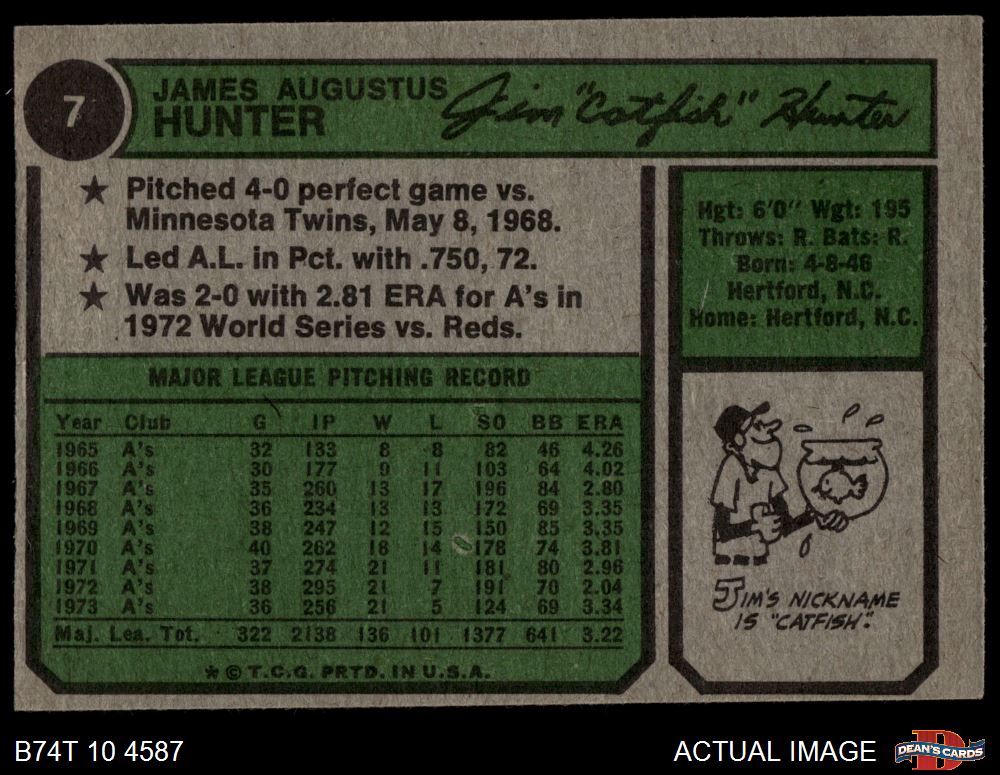 7
JAMES AUGUSTUS
HUNTER
Jim "Catfish" Hunter
★ Pitched 4-0 perfect game vs.
Minnesota Twins, May 8, 1968.
★ Led A.L. in Pct. with .750, 72.
★ Was 2-0 with 2.81 ERA for A's in
1972 World Series vs. Reds.
Hgt: 6'0" Wgt: 195
Throws: R. Bats: R.
Born: 4-8-46
Hertford, N.C.
Home: Hertford, N.C.
MAJOR LEAGUE PITCHING RECORD
Year Club G IP W L SO BB ERA
1965 A's 32 133 8 8 82 46 4.26
1966 A's 30 177 9 11 103 64 4.02
1967 A's 35 260 13 17 196 84 2.80
1968 A's 36 234 13 13 172 69 3.35
1969 A's 38 247 12 15 150 85 3.35
1970 A's 40 262 18 14 178 74 3.81
1971 A's 37 274 21 11 181 80 2.96
1972 A's 38 295 21 7 191 70 2.04
1973 A's 36 256 21 5 124 69 3.34
Maj. Lea. Tot. 322 2138 136 101 1377 641 3.22
* © T.C.G. PRTD. IN U.S.A.
JIM'S NICKNAME
IS "CATFISH".
B74T 10 4587
ACTUAL IMAGE
DEAN'S CARDS